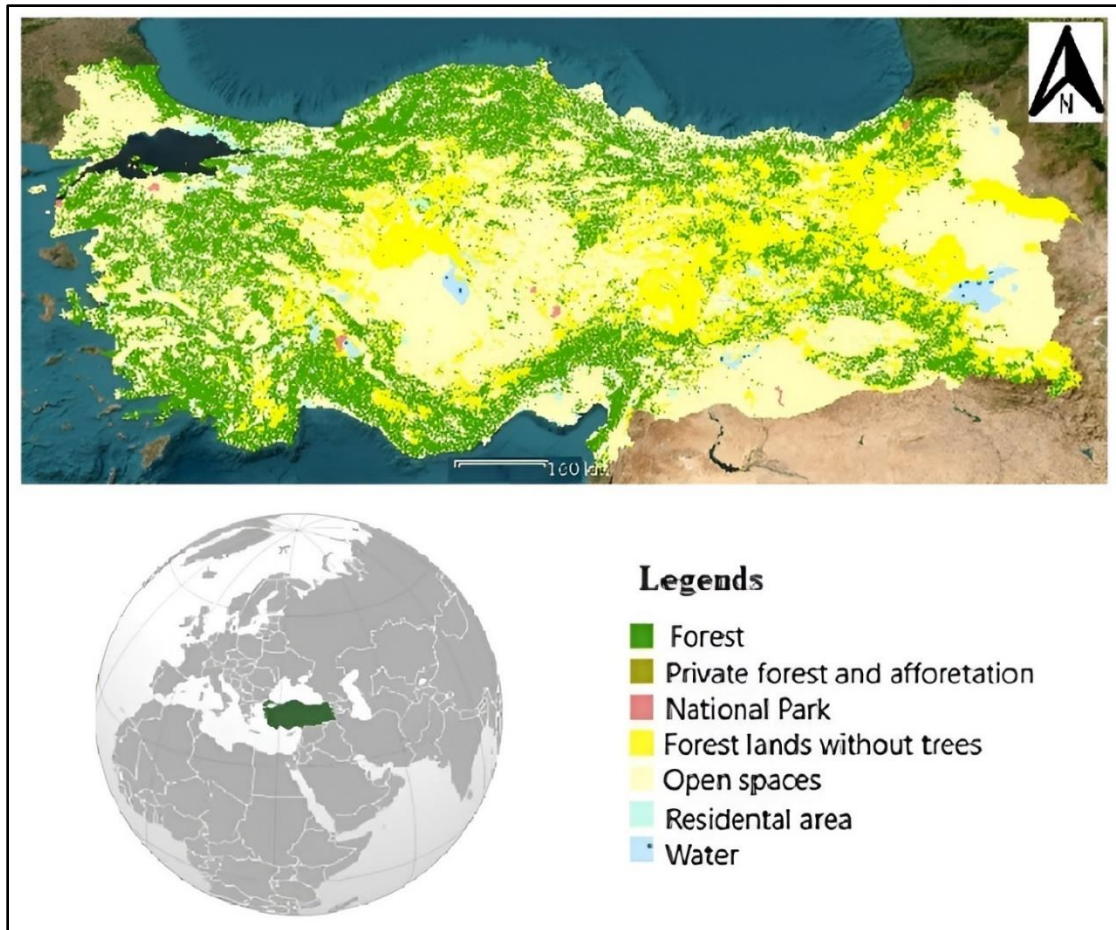 N
160 km
Legends
Forest
Private forest and afforetation
National Park
Forest lands without trees
Open spaces
Residental area
Water